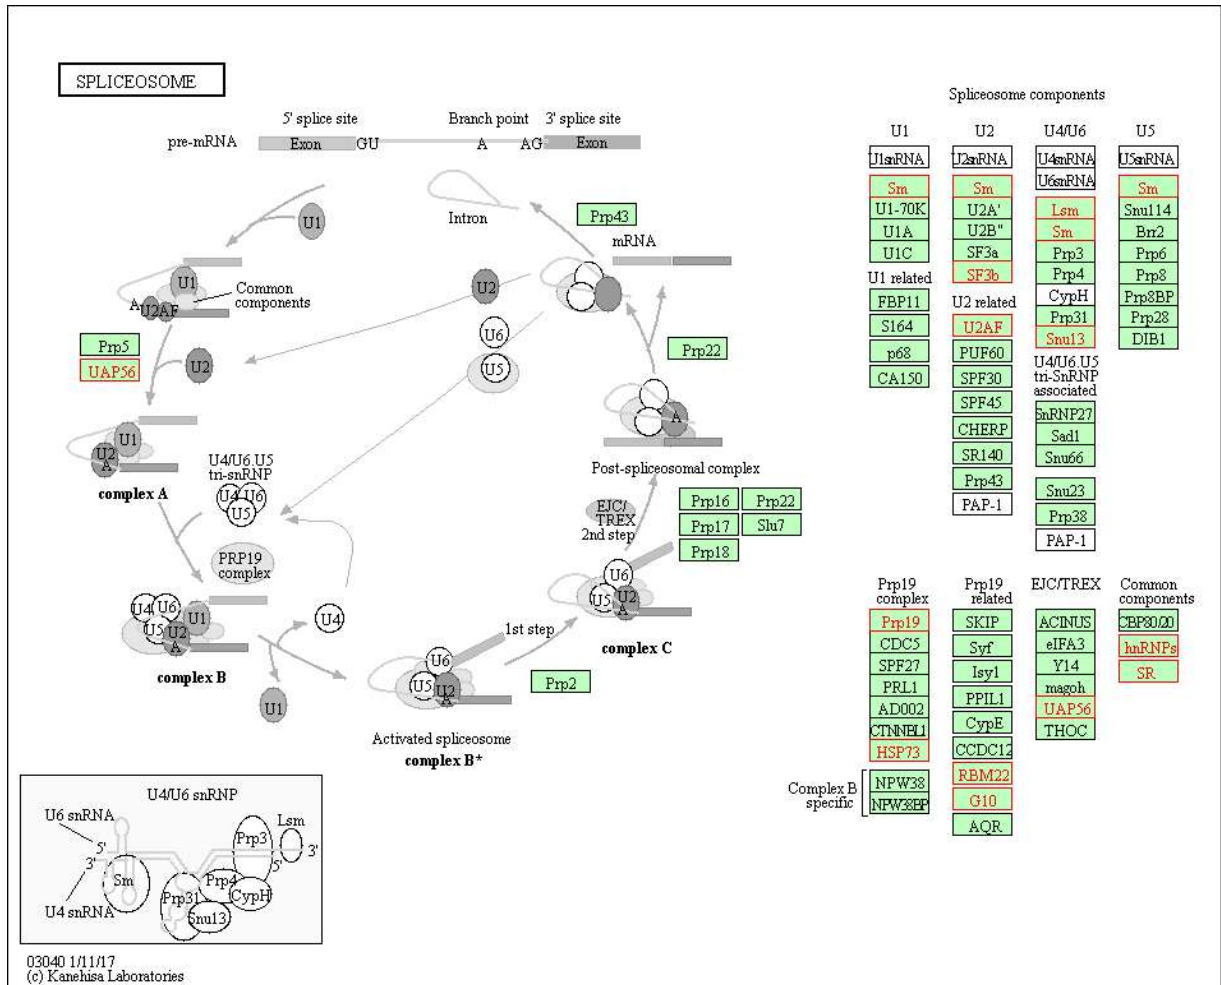 SPLICEOSOME
5' splice site
Branch point
3' splice site
pre-mRNA
Exon
GU
A
AG
Exon
U1
Intron
Prp43
mRNA
U1
Common
components
A
U2AF
U2
U6
U5
Prp5
UAP56
U2
Prp22
U1
U2
A
complex A
U4/U6.U5
tri-snRNP
U4
U6
U5
A
Post-spliceosomal complex
EJC/
TREX
2nd step
Prp16
Prp22
Prp17
Slu7
Prp18
PRP19
complex
U4
U6
U1
U5
U2
A
complex B
U4
U1
U6
U5
U2
A
complex C
1st step
U6
U5
U2
A
Prp2
Activated spliceosome
complex B*
Spliceosome components
U1
U1snRNA
Sm
U1-70K
U1A
U1C
U1 related
FBP11
S164
p68
CA150
U2
U2snRNA
Sm
U2A'
U2B"
SF3a
SF3b
U2 related
U2AF
PUF60
SPF30
SPF45
CHERP
SR140
Prp43
PAP-1
U4/U6
U4snRNA
U6snRNA
Lsm
Sm
Prp3
Prp4
CypH
Prp31
Snu13
U4/U6.U5
tri-SnRNP
associated
SnRNP27
Sad1
Snu66
Snu23
Prp38
PAP-1
U5
U5snRNA
Sm
Snu114
Brr2
Prp6
Prp8
Prp8BP
Prp28
DIB1
Prp19
complex
Prp19
CDC5
SPF27
PRL1
AD002
CTNNBL1
HSP73
Complex B
specific
NPW38
NPW38BP
Prp19
related
SKIP
Syf
Isy1
PPIL1
CypE
CCDC12
RBM22
G10
AQR
EJC/TREX
ACINUS
eIFA3
Y14
magoh
UAP56
THOC
Common
components
CBP80/20
hnRNPs
SR
U4/U6 snRNP
U6 snRNA
5'
3'
Sm
U4 snRNA
Prp3
Lsm
3'
5'
Prp4
Prp31
CypH
Snu13
03040 1/11/17
(c) Kanehisa Laboratories